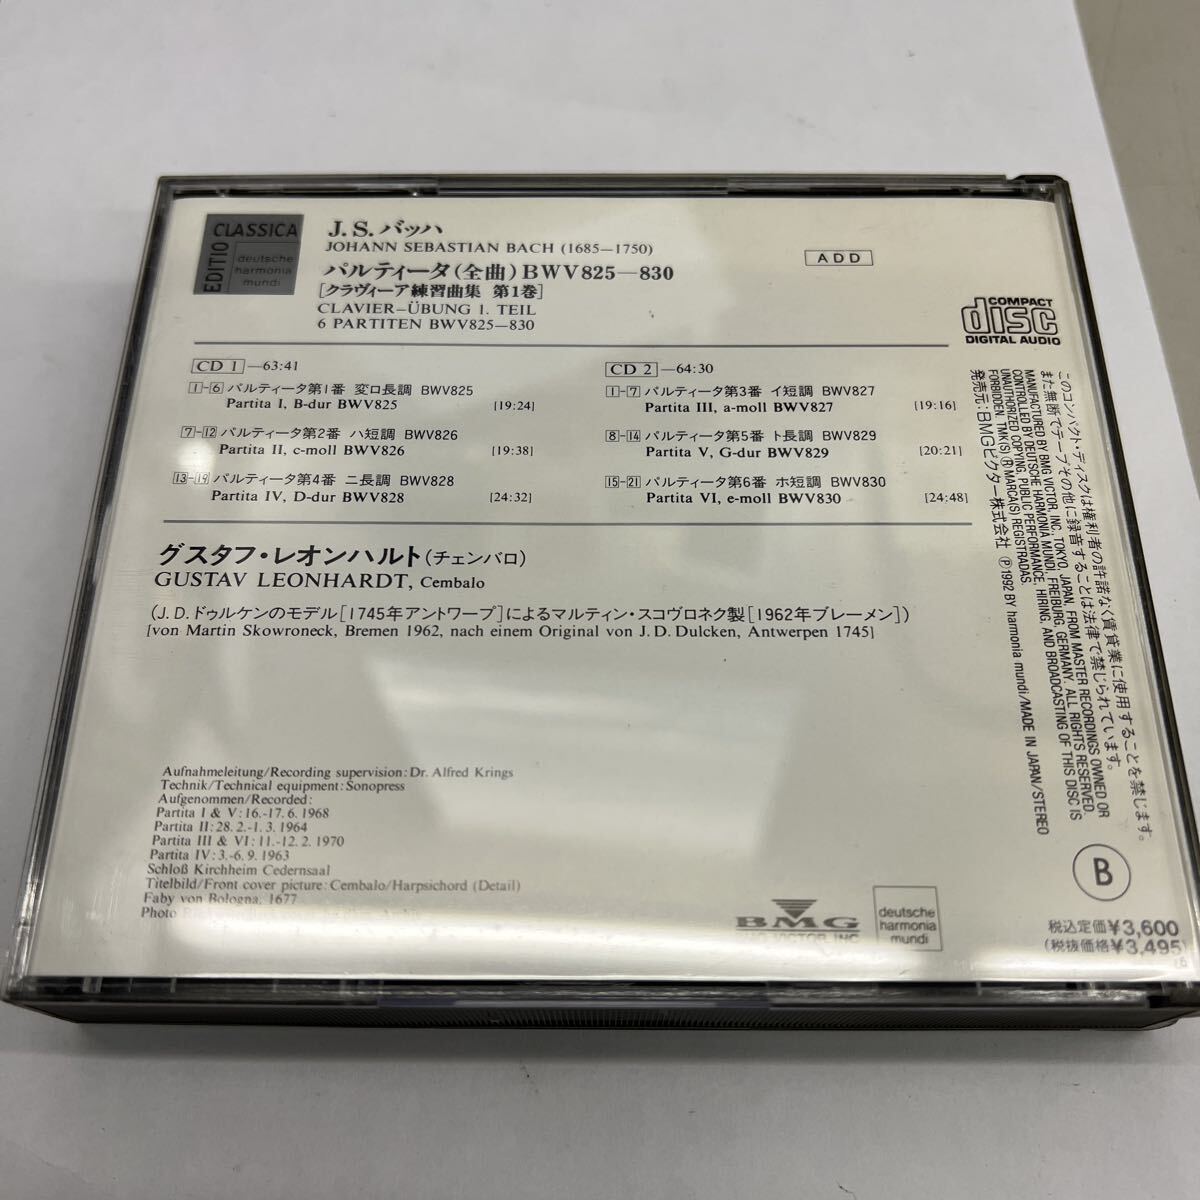 EDITIO CLASSICA
deutsche
harmonia
mundi
J. S. バッハ
JOHANN SEBASTIAN BACH (1685—1750)
パルティータ(全曲) BWV825—830
[クラヴィーア練習曲集 第1巻]
CLAVIER-ÜBUNG 1. TEIL
6 PARTITEN BWV825—830
ADD
COMPACT
disc
DIGITAL AUDIO
CD 1 —63:41
1-6 パルティータ第1番 変ロ長調 BWV825
Partita I, B-dur BWV825 [19:24]
7-12 パルティータ第2番 ハ短調 BWV826
Partita II, c-moll BWV826 [19:38]
13-19 パルティータ第4番 ニ長調 BWV828
Partita IV, D-dur BWV828 [24:32]
CD 2 —64:30
1-7 パルティータ第3番 イ短調 BWV827
Partita III, a-moll BWV827 [19:16]
8-14 パルティータ第5番 ト長調 BWV829
Partita V, G-dur BWV829 [20:21]
15-21 パルティータ第6番 ホ短調 BWV830
Partita VI, e-moll BWV830 [24:48]
グスタフ・レオンハルト(チェンバロ)
GUSTAV LEONHARDT, Cembalo
(J. D. ドゥルケンのモデル[1745年アントワープ]によるマルティン・スコヴロネク製[1962年ブレーメン])
[von Martin Skowroneck, Bremen 1962, nach einem Original von J. D. Dulcken, Antwerpen 1745]
Aufnahmeleitung/Recording supervision: Dr. Alfred Krings
Technik/Technical equipment: Sonopress
Aufgenommen/Recorded:
Partita I & V: 16.-17. 6. 1968
Partita II: 28. 2.-1. 3. 1964
Partita III & VI: 11.-12. 2. 1970
Partita IV: 3.-6. 9. 1963
Schloß Kirchheim Cedernsaal
Titelbild/Front cover picture: Cembalo/Harpsichord (Detail)
Faby von Bologna, 1677
Photo
BMG
BMG VICTOR, INC.
deutsche
harmonia
mundi
このコンパクト・ディスクは権利者の許諾なく賃貸業に使用することを禁じます。
また無断でテープその他に録音することは法律で禁じられています。
MANUFACTURED BY BMG VICTOR, INC., TOKYO, JAPAN, FROM MASTER RECORDINGS OWNED OR
CONTROLLED BY DEUTSCHE HARMONIA MUNDI, FREIBURG, GERMANY. ALL RIGHTS RESERVED.
UNAUTHORIZED COPYING, PUBLIC PERFORMANCE, HIRING, AND BROADCASTING OF THIS DISC IS
FORBIDDEN. TMK(S) ® MARCA(S) REGISTRADAS.
発売元:BMGビクター株式会社 ℗ 1992 BY harmonia mundi/MADE IN JAPAN/STEREO
B
税込定価¥3,600
(税抜価格¥3,495)